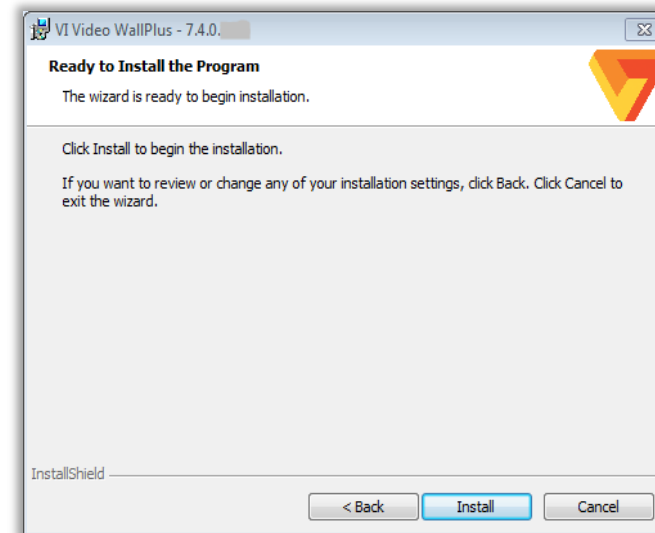 VI Video WallPlus - 7.4.0.
Ready to Install the Program
The wizard is ready to begin installation.
Click Install to begin the installation.
If you want to review or change any of your installation settings, click Back. Click Cancel to
exit the wizard.
InstallShield
< Back
Install
Cancel